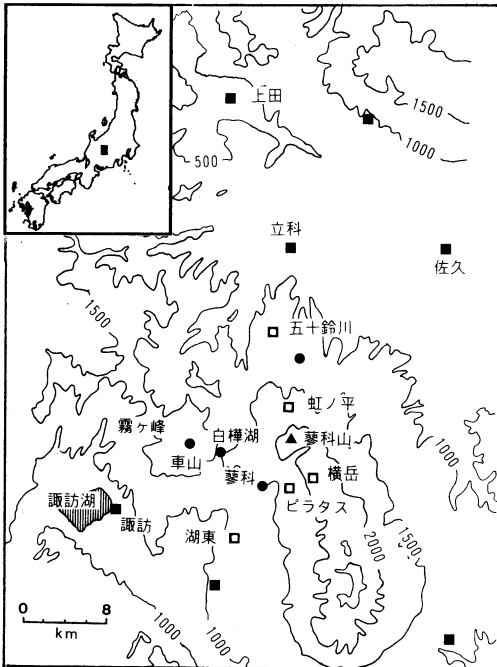 上田
1500
1000
500
立科
佐久
1500
五十鈴川
虹ノ平
霧ヶ峰
白樺湖
蓼科山
車山
1000
蓼科
横岳
諏訪湖
諏訪
ピラタス
湖東
2000
1500
0 8
km
1000
1000
1000